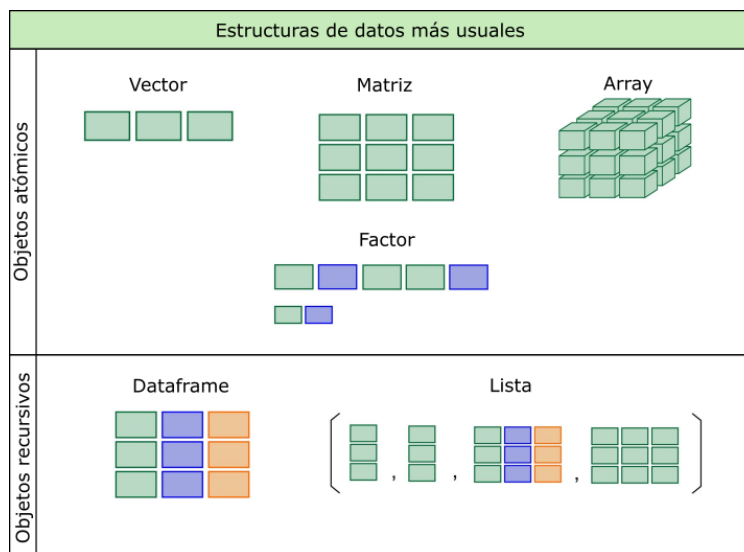 Estructuras de datos más usuales
Objetos atómicos
Vector
Matriz
Array
Factor
Objetos recursivos
Dataframe
Lista
( , , , )